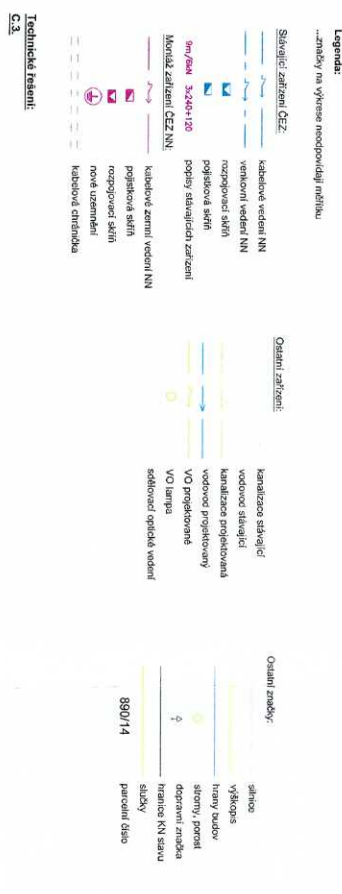 Legenda:
...značky na výkrese neodpovídají měřítku
Stávající zařízení ČEZ:
kabelové vedení NN
venkovní vedení NN
rozpojovací skříň
pojistková skříň
9m/6kN 3x240+120 popisy stávajících zařízení
Montáž zařízení ČEZ NN:
kabelové zemní vedení NN
pojistková skříň
rozpojovací skříň
nové uzemnění
kabelová chránička
Technické řešení:
C.3.
Ostatní zařízení:
kanalizace stávající
vodovod stávající
kanalizace projektovaná
vodovod projektovaný
VO projektované
VO lampa
sdělovací optické vedení
Ostatní značky:
silnice
výškopis
hrany budov
stromy, porost
dopravní značka
hranice KN stavu
slučky
890/14 parcelní číslo